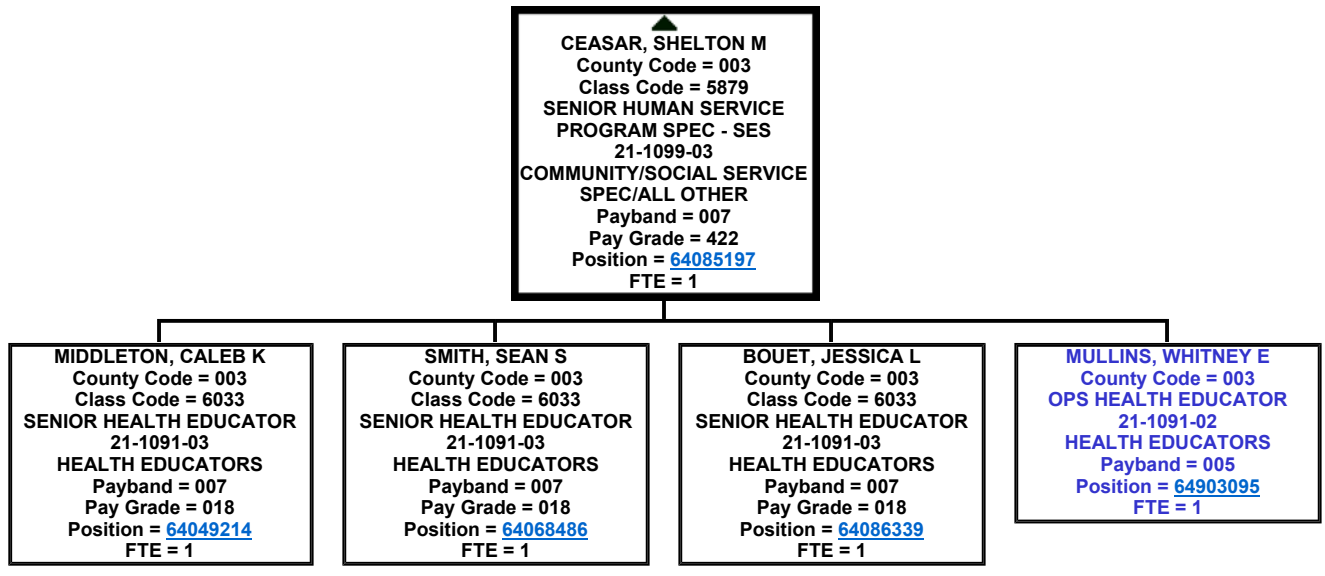 CEASAR, SHELTON M
County Code = 003
Class Code = 5879
SENIOR HUMAN SERVICE
PROGRAM SPEC - SES
21-1099-03
COMMUNITY/SOCIAL SERVICE
SPEC/ALL OTHER
Payband = 007
Pay Grade = 422
Position = 64085197
FTE = 1
MIDDLETON, CALEB K
County Code = 003
Class Code = 6033
SENIOR HEALTH EDUCATOR
21-1091-03
HEALTH EDUCATORS
Payband = 007
Pay Grade = 018
Position = 64049214
FTE = 1
SMITH, SEAN S
County Code = 003
Class Code = 6033
SENIOR HEALTH EDUCATOR
21-1091-03
HEALTH EDUCATORS
Payband = 007
Pay Grade = 018
Position = 64068486
FTE = 1
BOUET, JESSICA L
County Code = 003
Class Code = 6033
SENIOR HEALTH EDUCATOR
21-1091-03
HEALTH EDUCATORS
Payband = 007
Pay Grade = 018
Position = 64086339
FTE = 1
MULLINS, WHITNEY E
County Code = 003
OPS HEALTH EDUCATOR
21-1091-02
HEALTH EDUCATORS
Payband = 005
Position = 64903095
FTE = 1